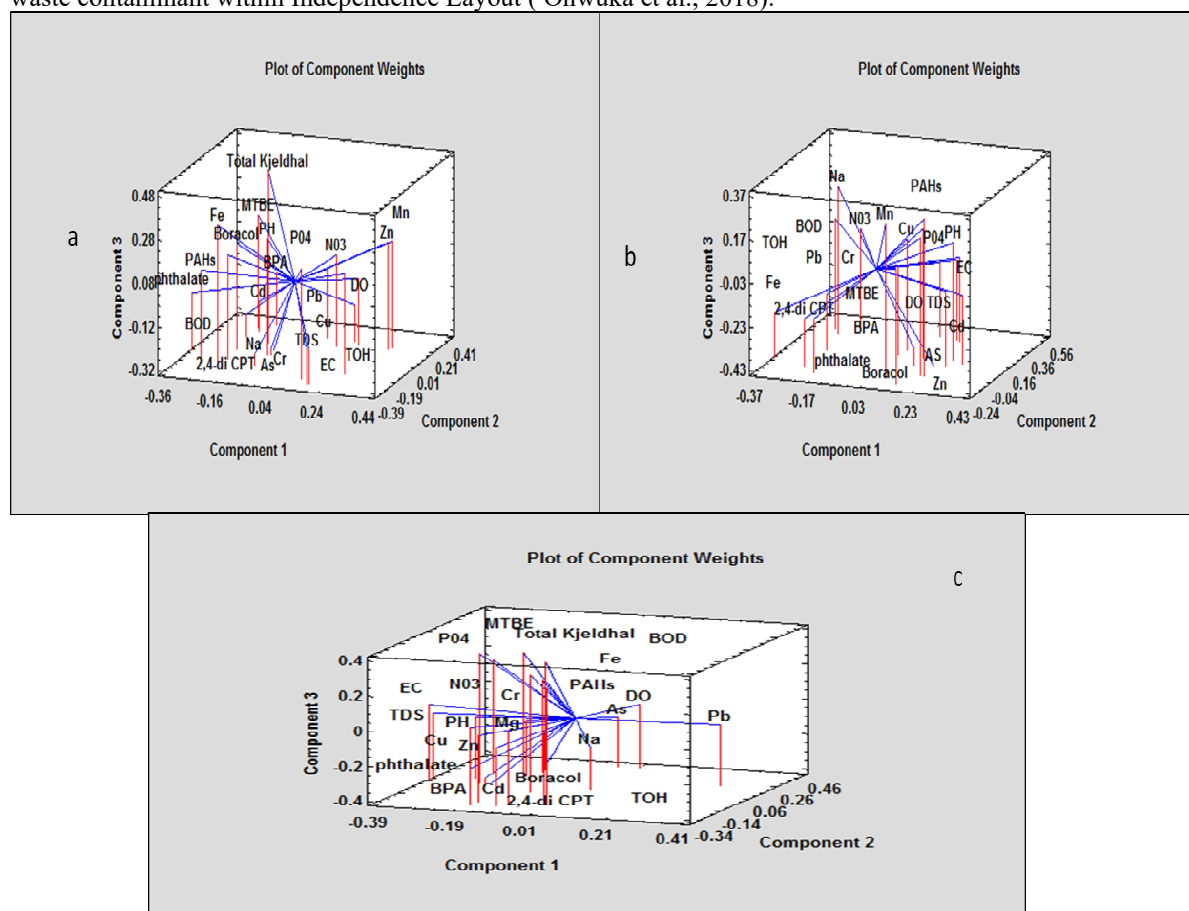 waste contaminant within Independence Layout ( Onwuka et al., 2018).
a
Plot of Component Weights
Component 3
0.48
0.28
0.08
-0.12
-0.32
Total Kjeldhal
MTBE
Fe
PH
Boracol
P04
N03
Mn
Zn
PAHs
BPA
phthalate
Cd
Pb
DO
BOD
Cu
Na
TDS
2,4-di CPT
As
Cr
EC
TOH
-0.36
-0.16
0.04
0.24
0.44
Component 1
-0.39
-0.19
0.01
0.21
0.41
Component 2
b
Plot of Component Weights
Component 3
0.37
0.17
-0.03
-0.23
-0.43
Na
PAHs
BOD
N03
Mn
Cu
TOH
P04
PH
Pb
Cr
EC
Fe
MTBE
2,4-di CPT
DO
TDS
BPA
Cd
phthalate
AS
Boracol
Zn
-0.37
-0.17
0.03
0.23
0.43
Component 1
-0.24
-0.04
0.16
0.36
0.56
Component 2
c
Plot of Component Weights
Component 3
0.4
0.2
0
-0.2
-0.4
MTBE
P04
Total Kjeldhal
BOD
Fe
EC
N03
Cr
PAHs
DO
TDS
PH
Mg
As
Pb
Cu
Zn
Na
phthalate
Boracol
BPA
Cd
2,4-di CPT
TOH
-0.39
-0.19
0.01
0.21
0.41
Component 1
-0.34
-0.14
0.06
0.26
0.46
Component 2